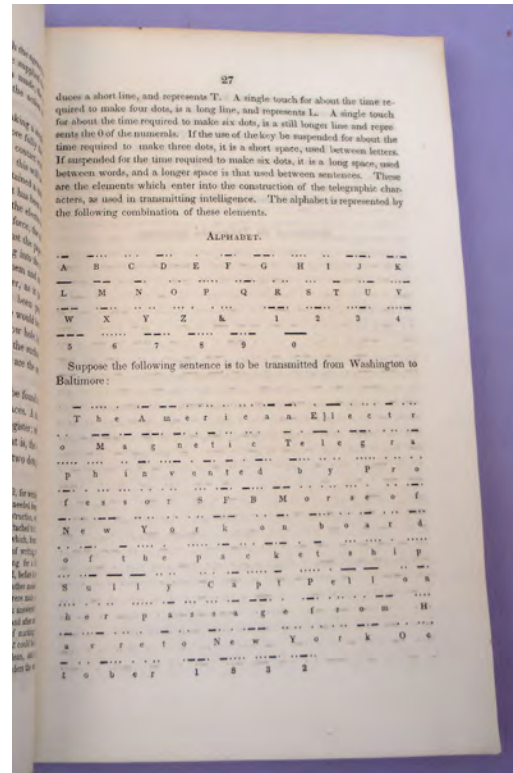 27
duces a short line, and represents T. A single touch for about the time re-
quired to make four dots, is a long line, and represents L. A single touch
for about the time required to make six dots, is a still longer line and repre
sents the 0 of the numerals. If the use of the key be suspended for about the
time required to make three dots, it is a short space, used between letters.
If suspended for the time required to make six dots, it is a long space, used
between words, and a longer space is that used between sentences. These
are the elements which enter into the construction of the telegraphic char-
acters, as used in transmitting intelligence. The alphabet is represented by
the following combination of these elements.
ALPHABET.
A B C D E F G H I J K
L M N O P Q R S T U V
W X Y Z & 1 2 3 4
5 6 7 8 9 0
Suppose the following sentence is to be transmitted from Washington to
Baltimore:
T h e A m e r i c a n E l e c t r
o M a g n e t i c T e l e g r a
p h i n v e n t e d b y P r o
f e s s o r S F B M o r s e o f
N e w Y o r k o n b o a r d
o f t h e p a c k e t s h i p
S u l l y C a p t P e l l o n
h e r p a s s a g e f r o m H
a v r e t o N e w Y o r k O c
t o b e r 1 8 3 2